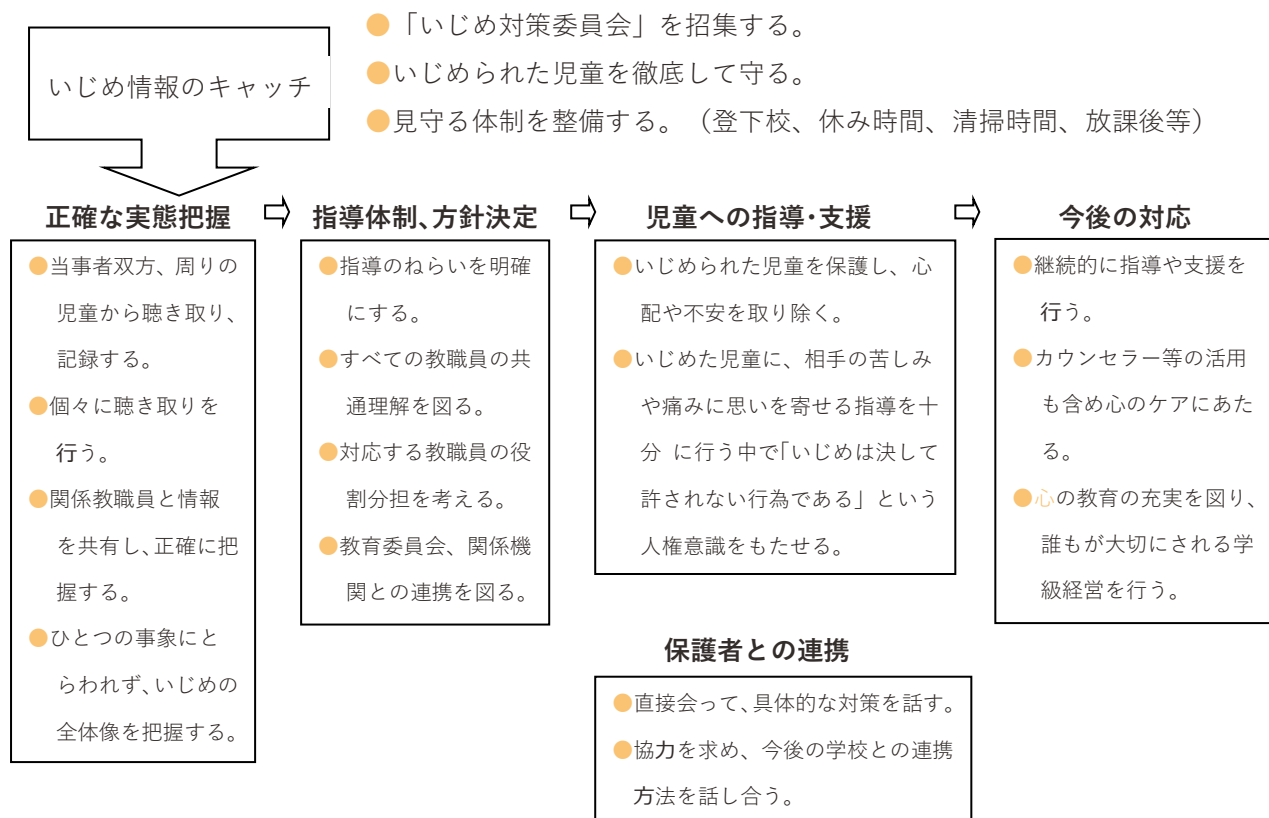 いじめ情報のキャッチ
●「いじめ対策委員会」を招集する。
●いじめられた児童を徹底して守る。
●見守る体制を整備する。（登下校、休み時間、清掃時間、放課後等）
正確な実態把握
●当事者双方、周りの
児童から聴き取り、
記録する。
●個々に聴き取りを
行う。
●関係教職員と情報
を共有し、正確に把
握する。
●ひとつの事象にと
らわれず、いじめの
全体像を把握する。
指導体制、方針決定
●指導のねらいを明確
にする。
●すべての教職員の共
通理解を図る。
●対応する教職員の役
割分担を考える。
●教育委員会、関係機
関との連携を図る。
児童への指導・支援
●いじめられた児童を保護し、心
配や不安を取り除く。
●いじめた児童に、相手の苦しみ
や痛みに思いを寄せる指導を十
分 に行う中で「いじめは決して
許されない行為である」という
人権意識をもたせる。
保護者との連携
●直接会って、具体的な対策を話す。
●協力を求め、今後の学校との連携
方法を話し合う。
今後の対応
●継続的に指導や支援を
行う。
●カウンセラー等の活用
も含め心のケアにあた
る。
●心の教育の充実を図り、
誰もが大切にされる学
級経営を行う。